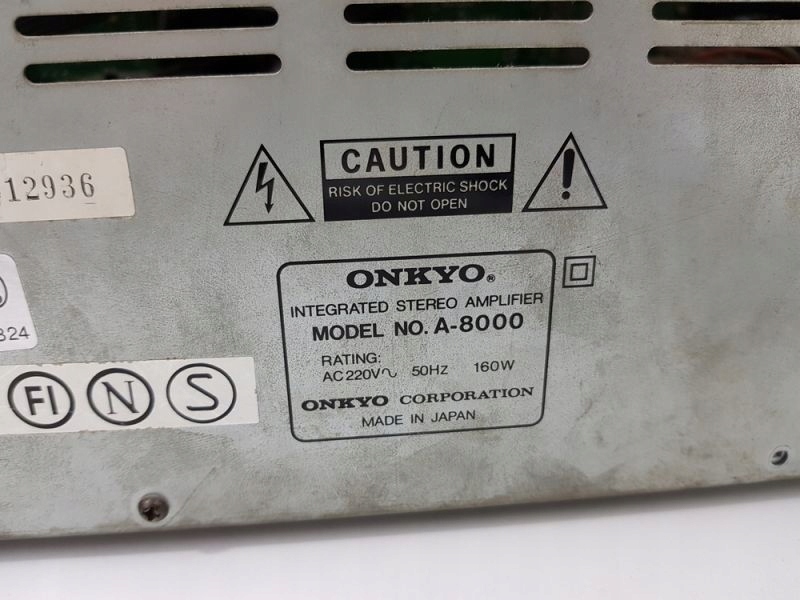 CAUTION
RISK OF ELECTRIC SHOCK
DO NOT OPEN
12936
ONKYO®
INTEGRATED STEREO AMPLIFIER
MODEL NO. A-8000
RATING:
AC 220V∿ 50HZ 160W
ONKYO CORPORATION
MADE IN JAPAN
324
FI N S